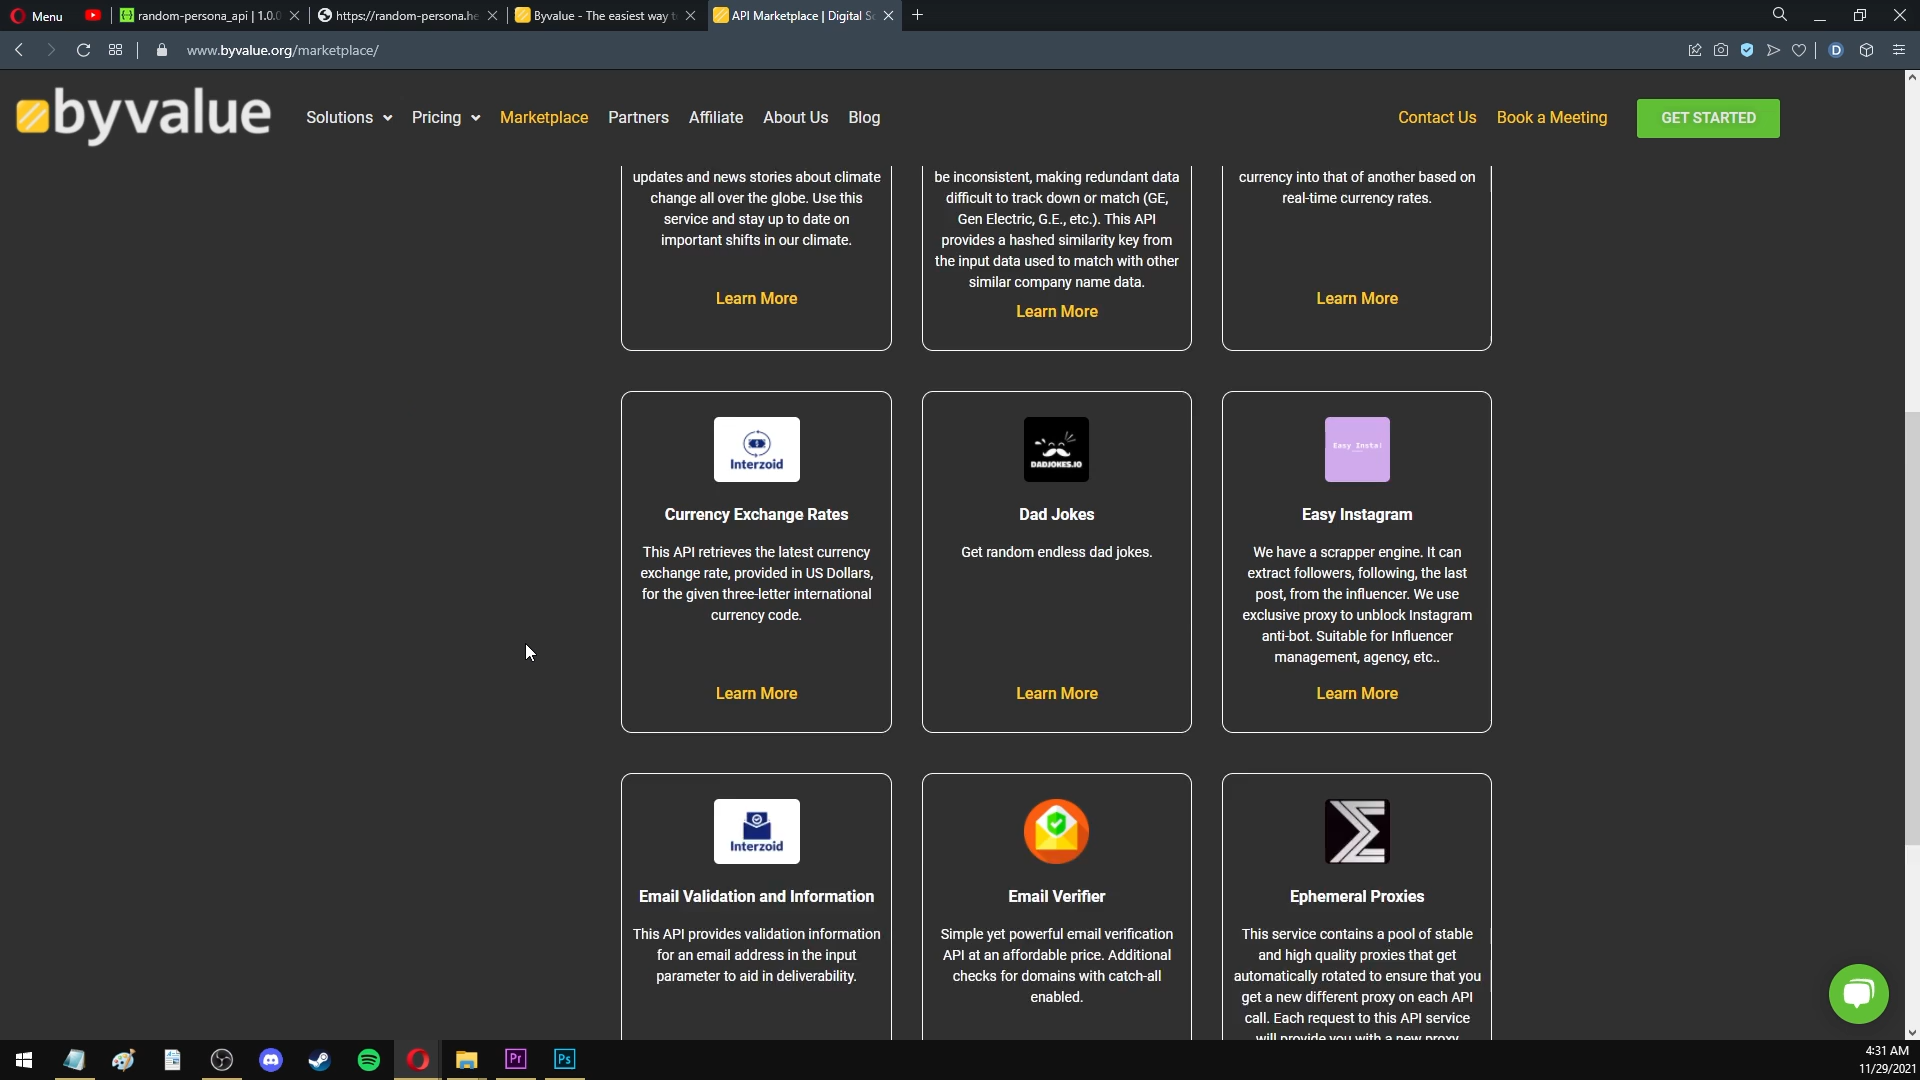 Menu
random-persona_api | 1.0.0
https://random-persona.he
Byvalue - The easiest way t
API Marketplace | Digital S
www.byvalue.org/marketplace/
D
byvalue
Solutions
Pricing
Marketplace
Partners
Affiliate
About Us
Blog
Contact Us
Book a Meeting
GET STARTED
updates and news stories about climate
change all over the globe. Use this
service and stay up to date on
important shifts in our climate.
Learn More
be inconsistent, making redundant data
difficult to track down or match (GE,
Gen Electric, G.E., etc.). This API
provides a hashed similarity key from
the input data used to match with other
similar company name data.
Learn More
currency into that of another based on
real-time currency rates.
Learn More
Interzoid
Currency Exchange Rates
This API retrieves the latest currency
exchange rate, provided in US Dollars,
for the given three-letter international
currency code.
Learn More
DADJOKES.IO
Dad Jokes
Get random endless dad jokes.
Learn More
Easy Insta!
Easy Instagram
We have a scrapper engine. It can
extract followers, following, the last
post, from the influencer. We use
exclusive proxy to unblock Instagram
anti-bot. Suitable for Influencer
management, agency, etc..
Learn More
Interzoid
Email Validation and Information
This API provides validation information
for an email address in the input
parameter to aid in deliverability.
Email Verifier
Simple yet powerful email verification
API at an affordable price. Additional
checks for domains with catch-all
enabled.
Ephemeral Proxies
This service contains a pool of stable
and high quality proxies that get
automatically rotated to ensure that you
get a new different proxy on each API
call. Each request to this API service
will provide you with a new proxy
Pr
Ps
4:31 AM
11/29/2021